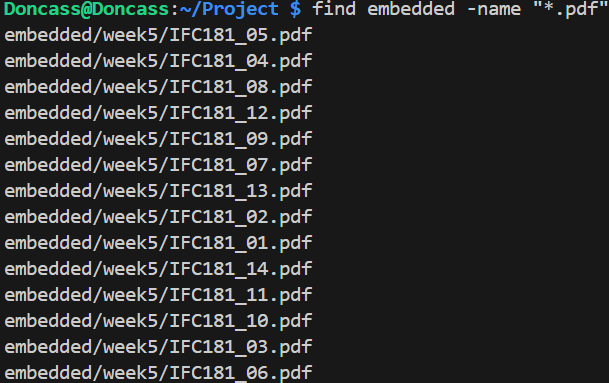 Doncass@Doncass:~/Project $ find embedded -name "*.pdf"
embedded/week5/IFC181_05.pdf
embedded/week5/IFC181_04.pdf
embedded/week5/IFC181_08.pdf
embedded/week5/IFC181_12.pdf
embedded/week5/IFC181_09.pdf
embedded/week5/IFC181_07.pdf
embedded/week5/IFC181_13.pdf
embedded/week5/IFC181_02.pdf
embedded/week5/IFC181_01.pdf
embedded/week5/IFC181_14.pdf
embedded/week5/IFC181_11.pdf
embedded/week5/IFC181_10.pdf
embedded/week5/IFC181_03.pdf
embedded/week5/IFC181_06.pdf